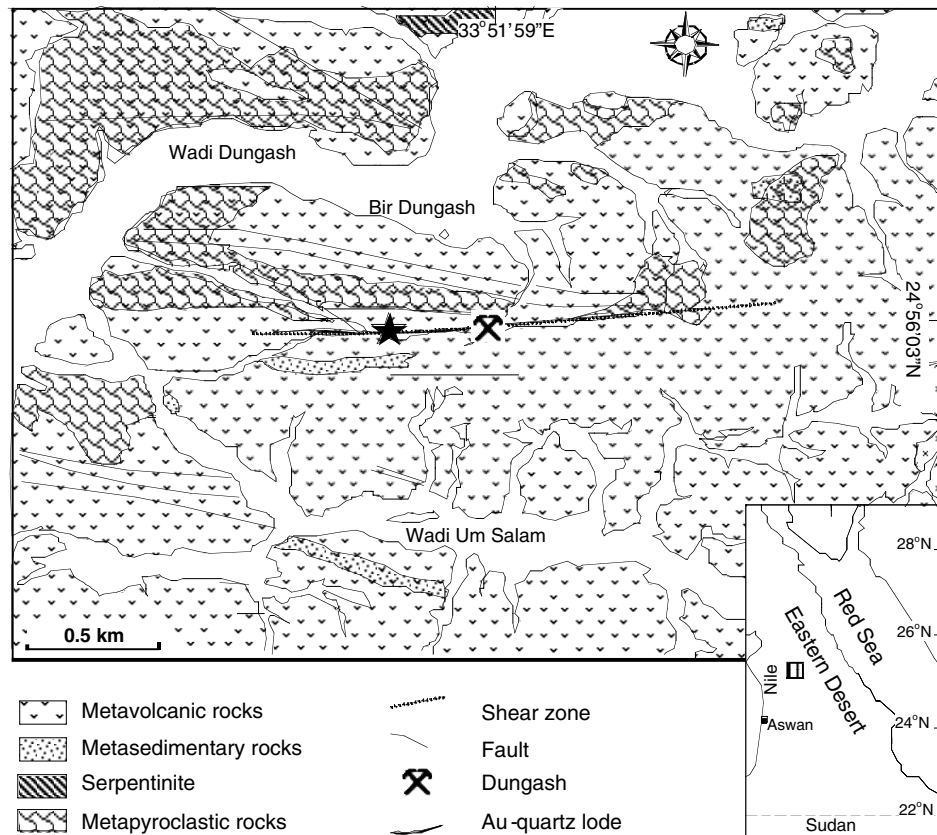 33°51'59"E
Wadi Dungash
Bir Dungash
24°56'03"N
Wadi Um Salam
0.5 km
28°N
Red Sea
26°N
Eastern Desert
Nile
24°N
Aswan
22°N
Sudan
Metavolcanic rocks
Metasedimentary rocks
Serpentinite
Metapyroclastic rocks
Shear zone
Fault
Dungash
Au-quartz lode